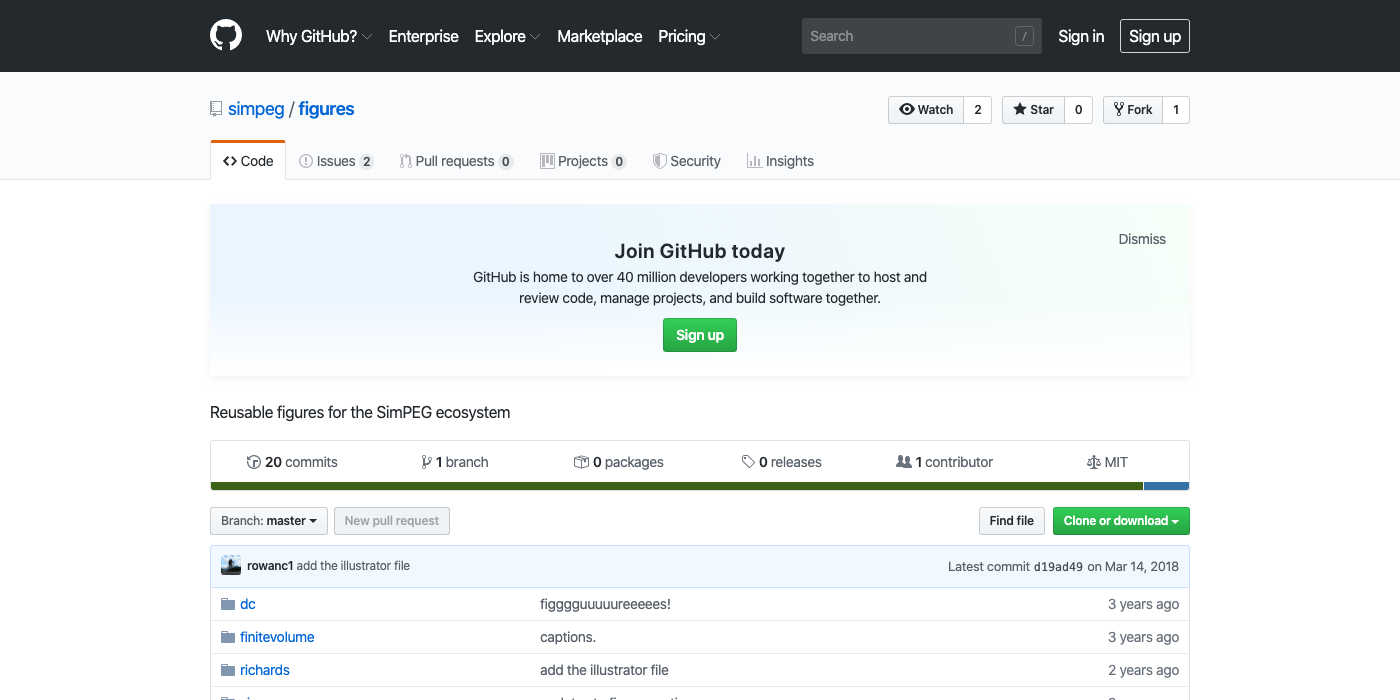 Why GitHub? Enterprise Explore Marketplace Pricing Search / Sign in Sign up
simpeg / figures Watch 2 Star 0 Fork 1
Code Issues 2 Pull requests 0 Projects 0 Security Insights
Dismiss
Join GitHub today
GitHub is home to over 40 million developers working together to host and
review code, manage projects, and build software together.
Sign up
Reusable figures for the SimPEG ecosystem
20 commits 1 branch 0 packages 0 releases 1 contributor MIT
Branch: master New pull request Find file Clone or download
rowanc1 add the illustrator file Latest commit d19ad49 on Mar 14, 2018
dc figggguuuuureeeees! 3 years ago
finitevolume captions. 3 years ago
richards add the illustrator file 2 years ago